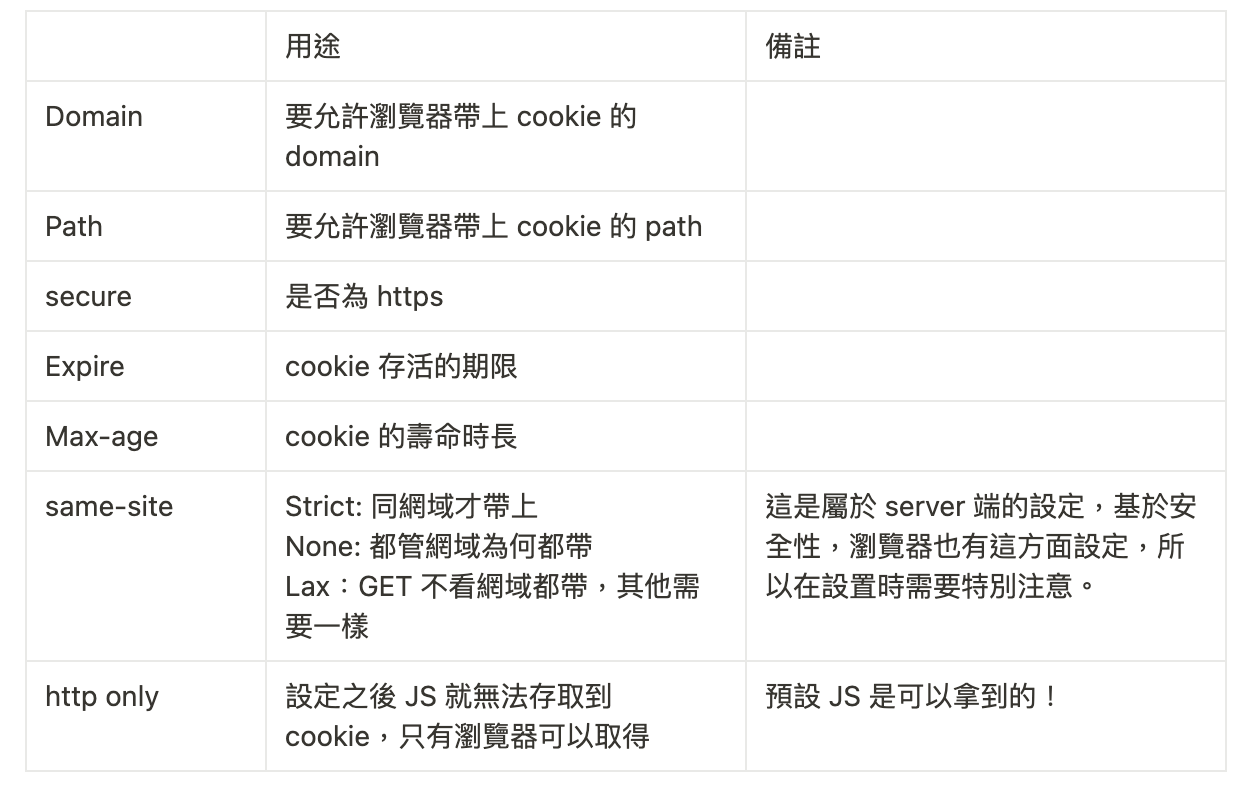 用途
備註
Domain
要允許瀏覽器帶上 cookie 的
domain
Path
要允許瀏覽器帶上 cookie 的 path
secure
是否為 https
Expire
cookie 存活的期限
Max-age
cookie 的壽命時長
same-site
Strict: 同網域才帶上
None: 都管網域為何都帶
Lax：GET 不看網域都帶，其他需
要一樣
這是屬於 server 端的設定，基於安
全性，瀏覽器也有這方面設定，所
以在設置時需要特別注意。
http only
設定之後 JS 就無法存取到
cookie，只有瀏覽器可以取得
預設 JS 是可以拿到的！